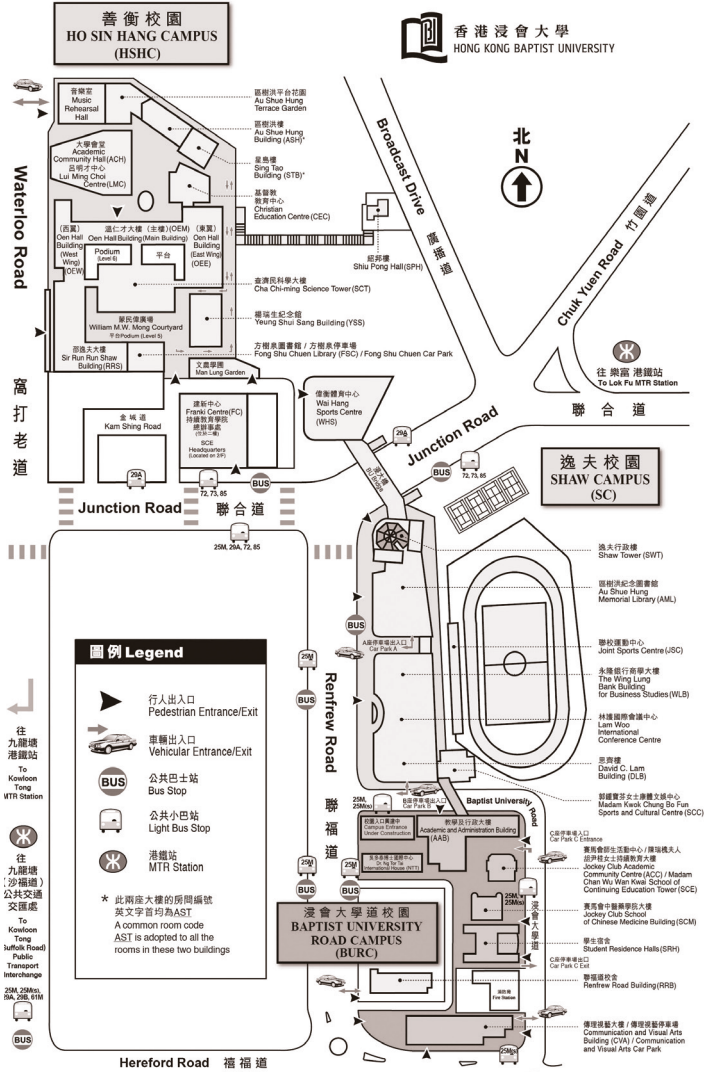 善衡校園
HO SIN HANG CAMPUS
(HSHC)
香港浸會大學
HONG KONG BAPTIST UNIVERSITY
音樂室
Music
Rehearsal
Hall
區樹洪平台花園
Au Shue Hung
Terrace Garden
區樹洪樓
Au Shue Hung
Building (ASH)*
星島樓
Sing Tao
Building (STB)*
大學會堂
Academic
Community Hall (ACH)
呂明才中心
Lui Ming Choi
Centre (LMC)
基督教
教育中心
Christian
Education Centre (CEC)
(西翼)
Oen Hall
Building
(West
Wing)
(OEW)
溫仁才大樓 (主樓) (OEM)
Oen Hall Building (Main Building)
(東翼)
Oen Hall
Building
(East Wing)
(OEE)
Podium
(Level 6)
平台
紹邦樓
Shiu Pong Hall (SPH)
查濟民科學大樓
Cha Chi-ming Science Tower (SCT)
蒙民偉廣場
William M.W. Mong Courtyard
平台Podium (Level 5)
楊瑞生紀念館
Yeung Shui Sang Building (YSS)
邵逸夫大樓
Sir Run Run Shaw
Building (RRS)
方樹泉圖書館 / 方樹泉停車場
Fong Shu Chuen Library (FSC) / Fong Shu Chuen Car Park
文農學圃
Man Lung Garden
Waterloo Road
窩打老道
Broadcast Drive
廣播道
北
N
Chuk Yuen Road 竹園道
往 樂富 港鐵站
To Lok Fu MTR Station
聯合道
Junction Road
金城道
Kam Shing Road
建新中心
Franki Centre (FC)
持續教育學院
總辦事處
(位於二樓)
SCE
Headquarters
(Located on 2/F)
偉衡體育中心
Wai Hang
Sports Centre
(WHS)
29A
29A
72, 73, 85
BUS
BUS
72, 73, 85
浸大橋
BU Bridge
逸夫校園
SHAW CAMPUS
(SC)
Junction Road
聯合道
25M, 29A, 72, 85
逸夫行政樓
Shaw Tower (SWT)
區樹洪紀念圖書館
Au Shue Hung
Memorial Library (AML)
BUS
A座停車場出入口
Car Park A
聯校運動中心
Joint Sports Centre (JSC)
永隆銀行商學大樓
The Wing Lung
Bank Building
for Business Studies (WLB)
林護國際會議中心
Lam Woo
International
Conference Centre
思齊樓
David C. Lam
Building (DLB)
郭鍾寶芬女士康體文娛中心
Madam Kwok Chung Bo Fun
Sports and Cultural Centre (SCC)
25M
BUS
Renfrew Road
聯福道
圖例 Legend
行人出入口
Pedestrian Entrance/Exit
車輛出入口
Vehicular Entrance/Exit
BUS
公共巴士站
Bus Stop
公共小巴站
Light Bus Stop
港鐵站
MTR Station
* 此兩座大樓的房間編號
英文字首均為AST
A common room code
AST is adopted to all the
rooms in these two buildings
往
九龍塘
港鐵站
To
Kowloon
Tong
MTR Station
往
九龍塘
(沙福道)
公共交通
交匯處
To
Kowloon
Tong
Suffolk Road)
Public
Transport
Interchange
25M, 25M(s),
29A, 29B, 61M
BUS
25M,
25M(s)
B座停車場出入口
Car Park B
Baptist University Road
校園入口興建中
Campus Entrance
Under Construction
教學及行政大樓
Academic and Administration Building
(AAB)
C座停車場入口
Car Park C Entrance
Dr. Ng Tor Tai
International House (NTT)
賽馬會師生活動中心 / 陳瑞槐夫人
胡尹桂女士持續教育大樓
Jockey Club Academic
Community Centre (ACC) / Madam
Chan Wu Wan Kwai School of
Continuing Education Tower (SCE)
25M,
25M(s)
BUS
BUS
浸會大學道校園
BAPTIST UNIVERSITY
ROAD CAMPUS
(BURC)
浸會大學道
賽馬會中醫藥學院大樓
Jockey Club School
of Chinese Medicine Building (SCM)
學生宿舍
Student Residence Halls (SRH)
C座停車場出口
Car Park C Exit
聯福道校舍
Renfrew Road Building (RRB)
消防局
Fire Station
傳理視藝大樓 / 傳理視藝停車場
Communication and Visual Arts
Building (CVA) / Communication
and Visual Arts Car Park
25M(s)
Hereford Road 禧福道